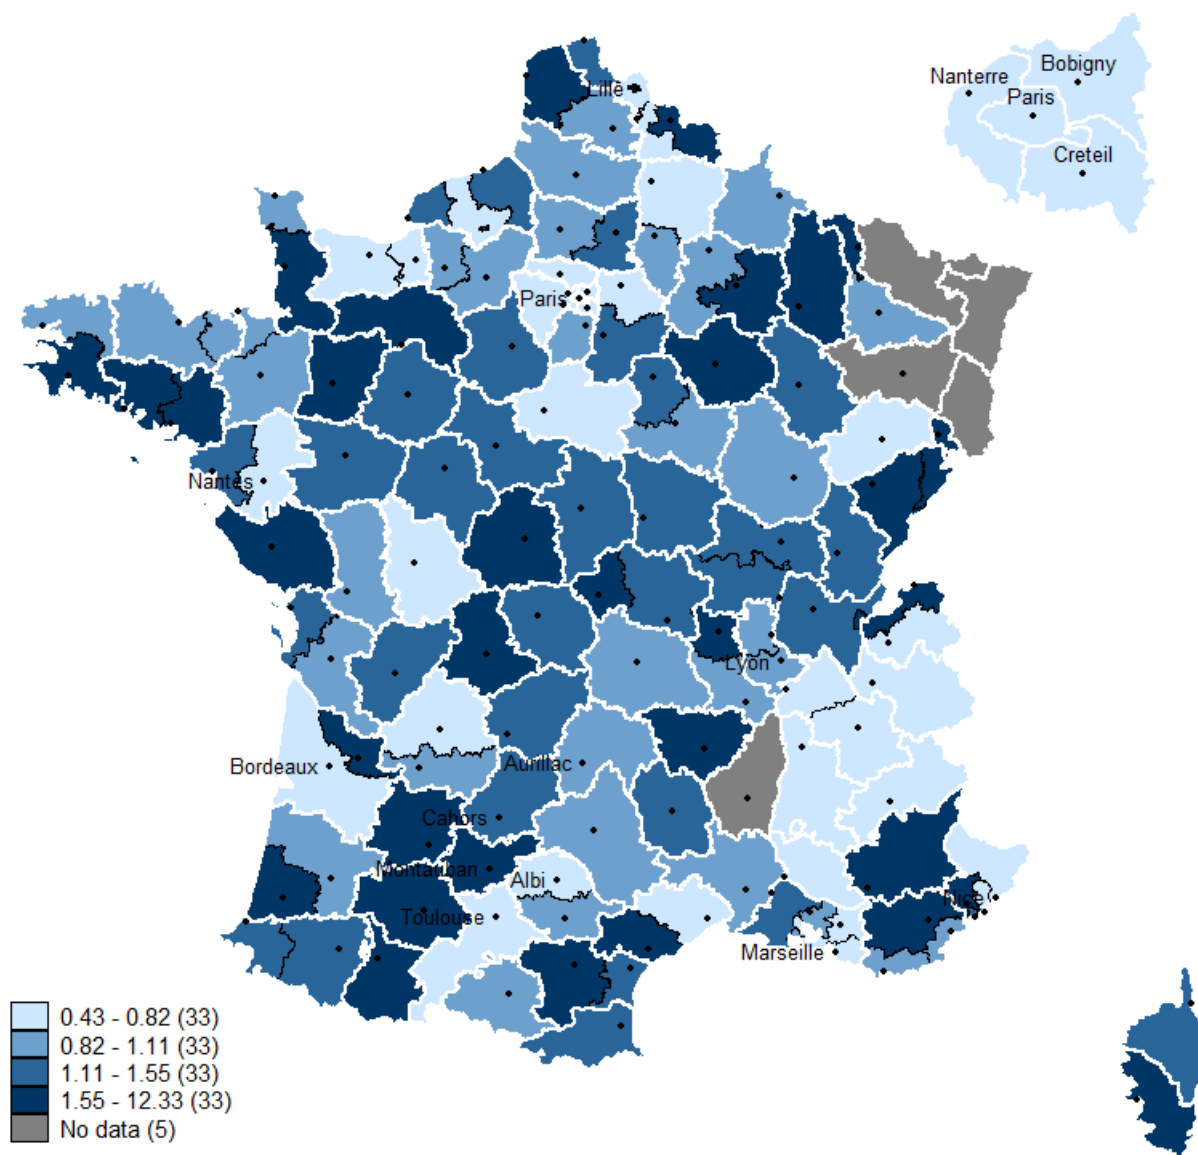 Bobigny
Nanterre
Paris
Creteil
Lille
Paris
Nantes
Lyon
Bordeaux
Aurillac
Cahors
Montauban
Albi
Toulouse
Nice
Marseille
0.43 - 0.82 (33)
0.82 - 1.11 (33)
1.11 - 1.55 (33)
1.55 - 12.33 (33)
No data (5)